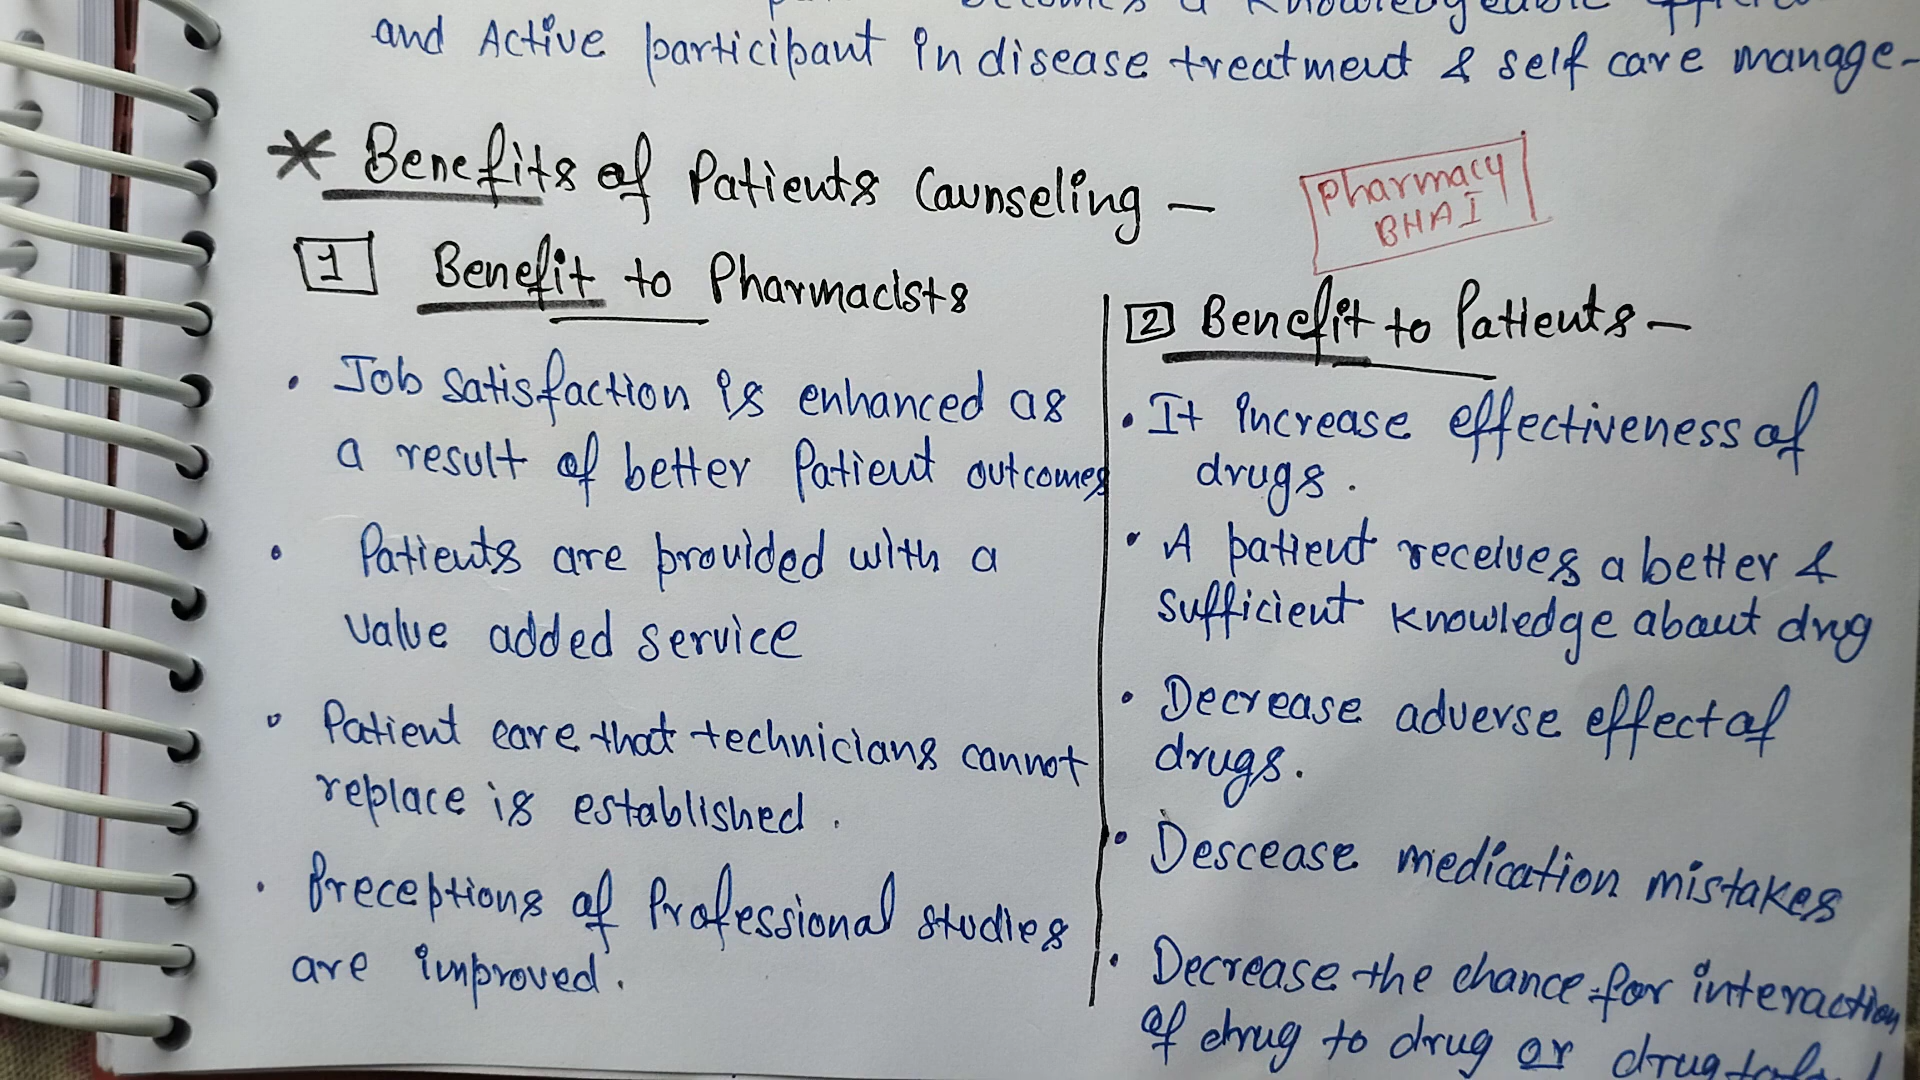 becomes a knowledgeable
and Active participant in disease treatment & self care manage-
* Benefits of Patients Counseling —
Pharmacy
BHAI
1 Benefit to Pharmacists
• Job satisfaction is enhanced as
a result of better Patient outcomes
• Patients are provided with a
value added service
• Patient care that technicians cannot
replace is established.
• Preceptions of Professional studies
are improved.
2 Benefit to Patients —
• It increase effectiveness of
drugs.
• A patient receives a better &
sufficient knowledge about drug
• Decrease adverse effect of
drugs.
• Descease medication mistakes
• Decrease the chance for interaction
of drug to drug or drug to